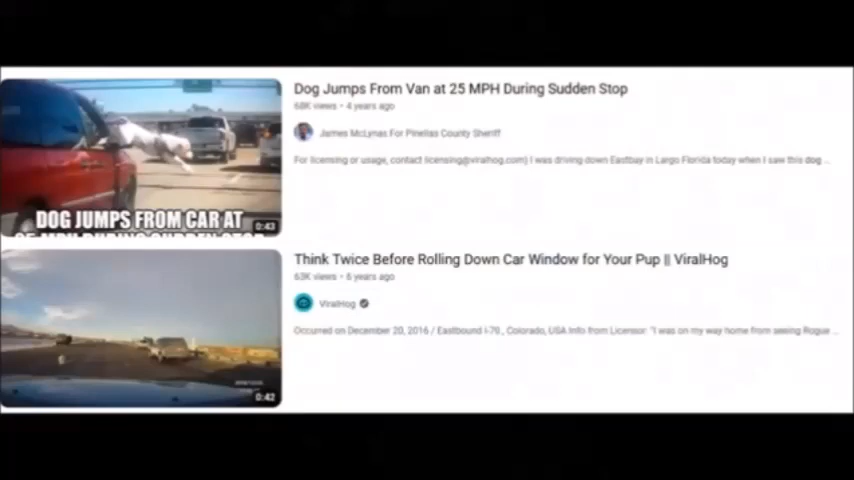 Dog Jumps From Van at 25 MPH During Sudden Stop
68K views • 4 years ago
James McLynas For Pinellas County Sheriff
For licensing or usage, contact licensing@viralhog.com) I was driving down Eastbay in Largo Florida today when I saw this dog ...
DOG JUMPS FROM CAR AT
0:43
Think Twice Before Rolling Down Car Window for Your Pup || ViralHog
63K views • 6 years ago
ViralHog
Occurred on December 20, 2016 / Eastbound I-70., Colorado, USA Info from Licensor: "I was on my way home from seeing Rogue ...
0:42